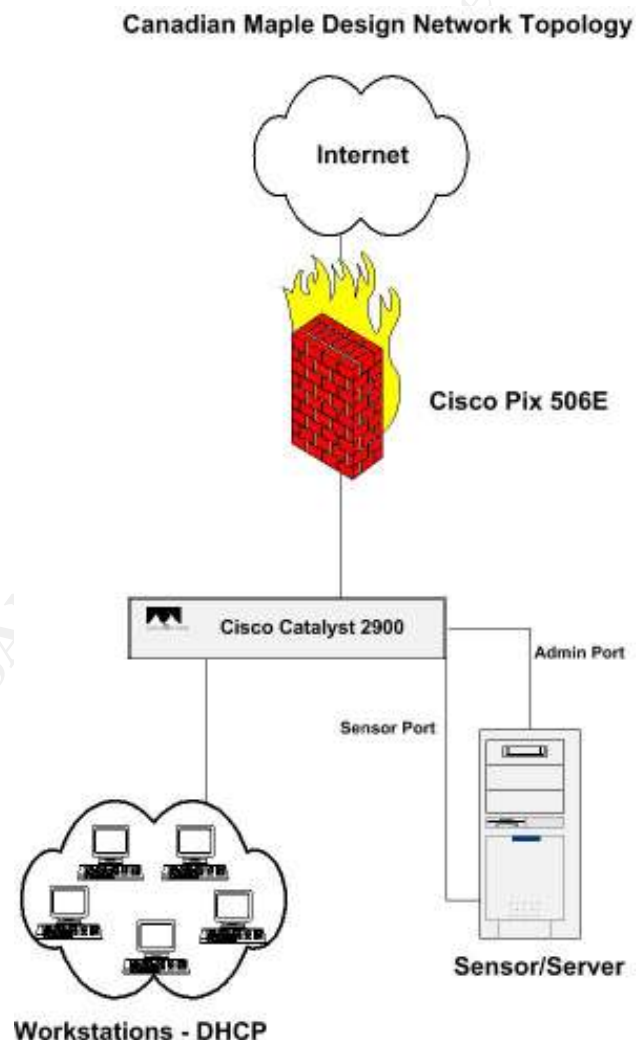 Canadian Maple Design Network Topology
Internet
Cisco Pix 506E
Cisco Catalyst 2900
Admin Port
Sensor Port
Sensor/Server
Workstations - DHCP